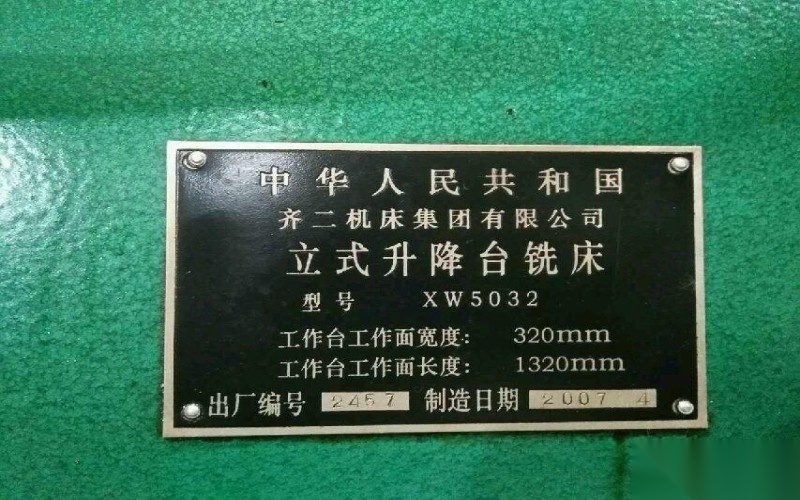 中华人民共和国
齐二机床集团有限公司
立式升降台铣床
型号 XW5032
工作台工作面宽度: 320mm
工作台工作面长度: 1320mm
出厂编号 2457 制造日期 2007 4